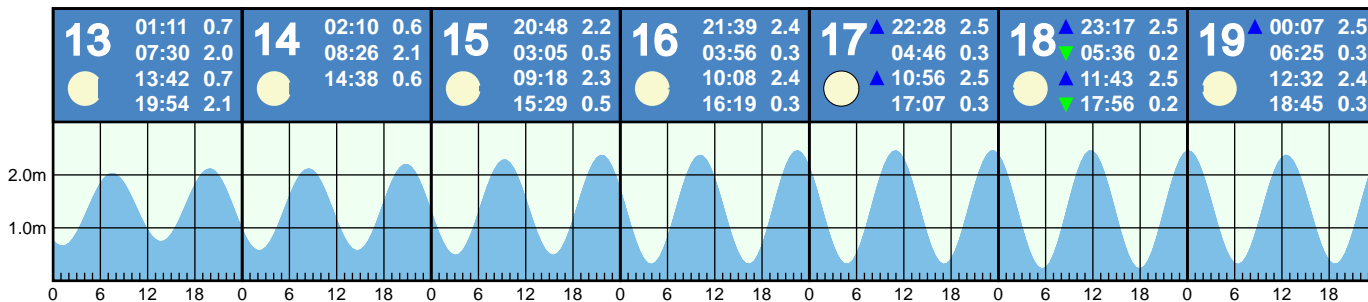 13
01:11 0.7
07:30 2.0
13:42 0.7
19:54 2.1
14
02:10 0.6
08:26 2.1
14:38 0.6
15
20:48 2.2
03:05 0.5
09:18 2.3
15:29 0.5
16
21:39 2.4
03:56 0.3
10:08 2.4
16:19 0.3
17
▲ 22:28 2.5
04:46 0.3
▲ 10:56 2.5
17:07 0.3
18
▲ 23:17 2.5
▼ 05:36 0.2
▲ 11:43 2.5
▼ 17:56 0.2
19
▲ 00:07 2.5
06:25 0.3
12:32 2.4
18:45 0.3
2.0m
1.0m
0 6 12 18 0 6 12 18 0 6 12 18 0 6 12 18 0 6 12 18 0 6 12 18 0 6 12 18